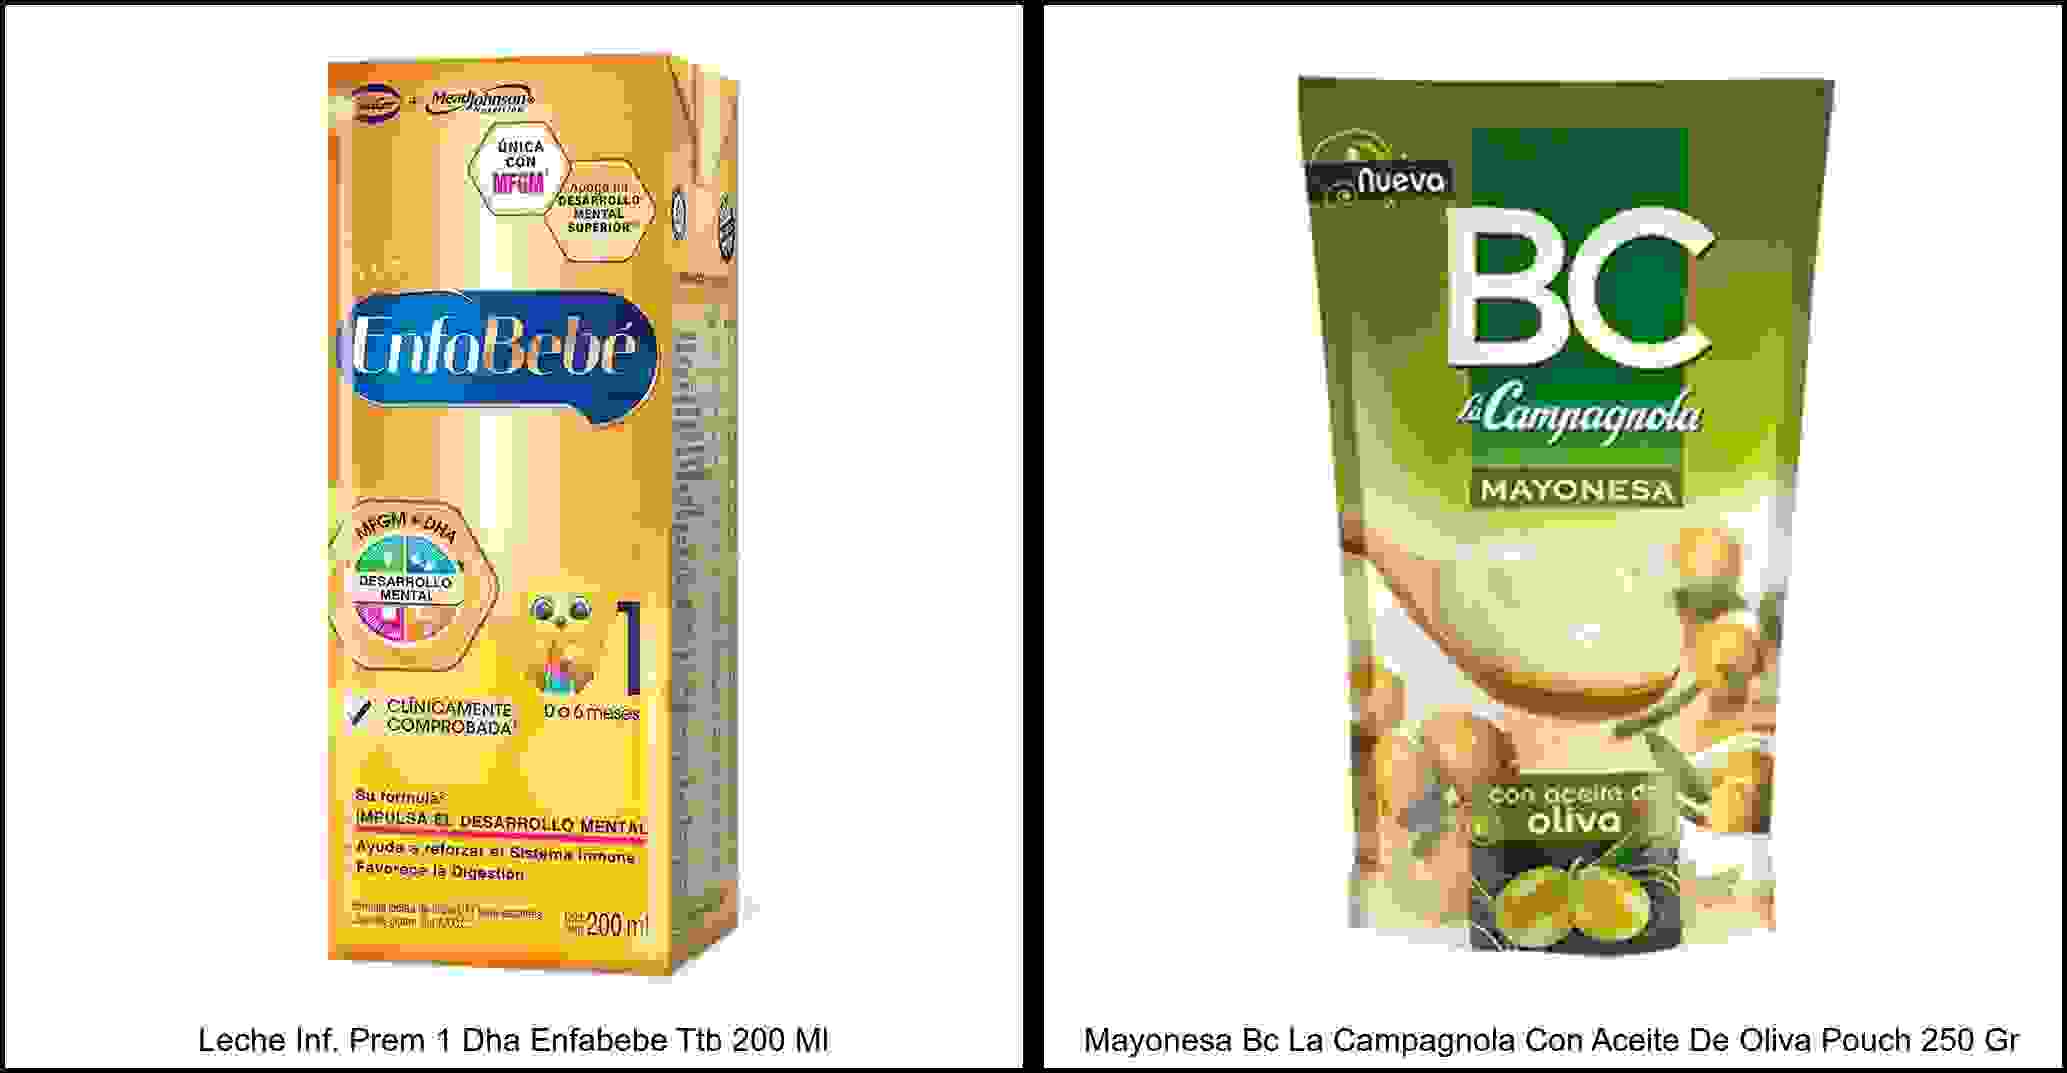 MeadJohnson
NUTRITION
ÚNICA
CON
MFGM
Apoga un
DESARROLLO
MENTAL
SUPERIOR
EnfaBebé
MFGM + DHA
DESARROLLO
MENTAL
1
0 a 6 meses
CLÍNICAMENTE
COMPROBADA
Su fórmula
IMPULSA EL DESARROLLO MENTAL
Ayuda a reforzar el Sistema Inmune
Favorece la Digestión
200 ml
Leche Inf. Prem 1 Dha Enfabebe Ttb 200 Ml
Nueva
BC
La Campagnola
MAYONESA
con aceite de
oliva
Mayonesa Bc La Campagnola Con Aceite De Oliva Pouch 250 Gr